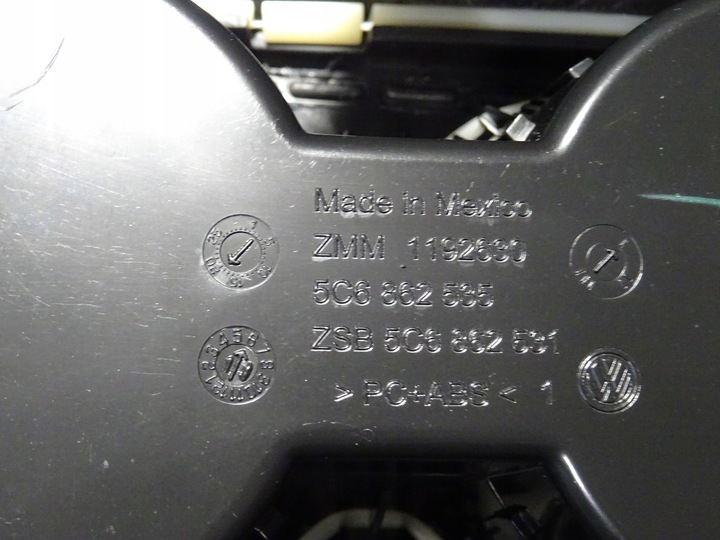 Made in Mexico
ZMM 1192630
5C6 862 535
ZSB 5C6 862 531
> PC+ABS < 1